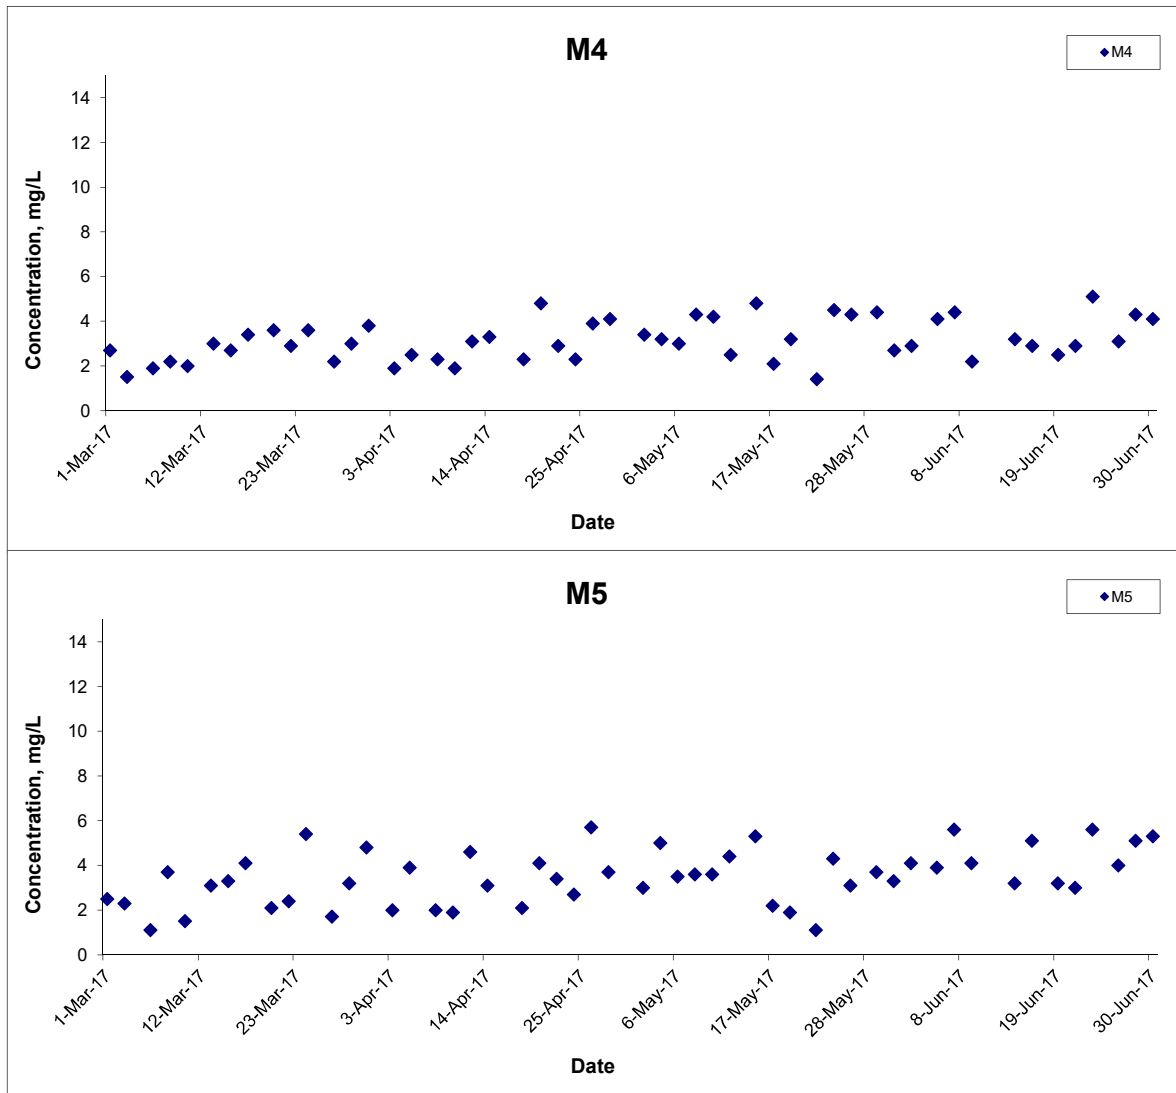 M4
M4
14
12
10
8
6
4
2
0
Concentration, mg/L
1-Mar-17
12-Mar-17
23-Mar-17
3-Apr-17
14-Apr-17
25-Apr-17
6-May-17
17-May-17
28-May-17
8-Jun-17
19-Jun-17
30-Jun-17
Date
M5
M5
14
12
10
8
6
4
2
0
Concentration, mg/L
1-Mar-17
12-Mar-17
23-Mar-17
3-Apr-17
14-Apr-17
25-Apr-17
6-May-17
17-May-17
28-May-17
8-Jun-17
19-Jun-17
30-Jun-17
Date